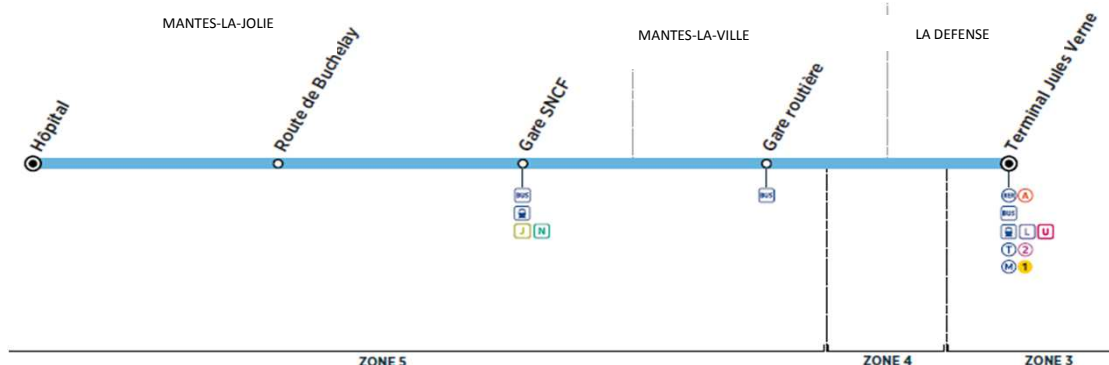 MANTES-LA-JOLIE
MANTES-LA-VILLE
LA DEFENSE
Hôpital
Route de Buchelay
Gare SNCF
Gare routière
Terminal Jules Verne
BUS
J N
BUS
RER A
BUS
L U
T 2
M 1
ZONE 5
ZONE 4
ZONE 3